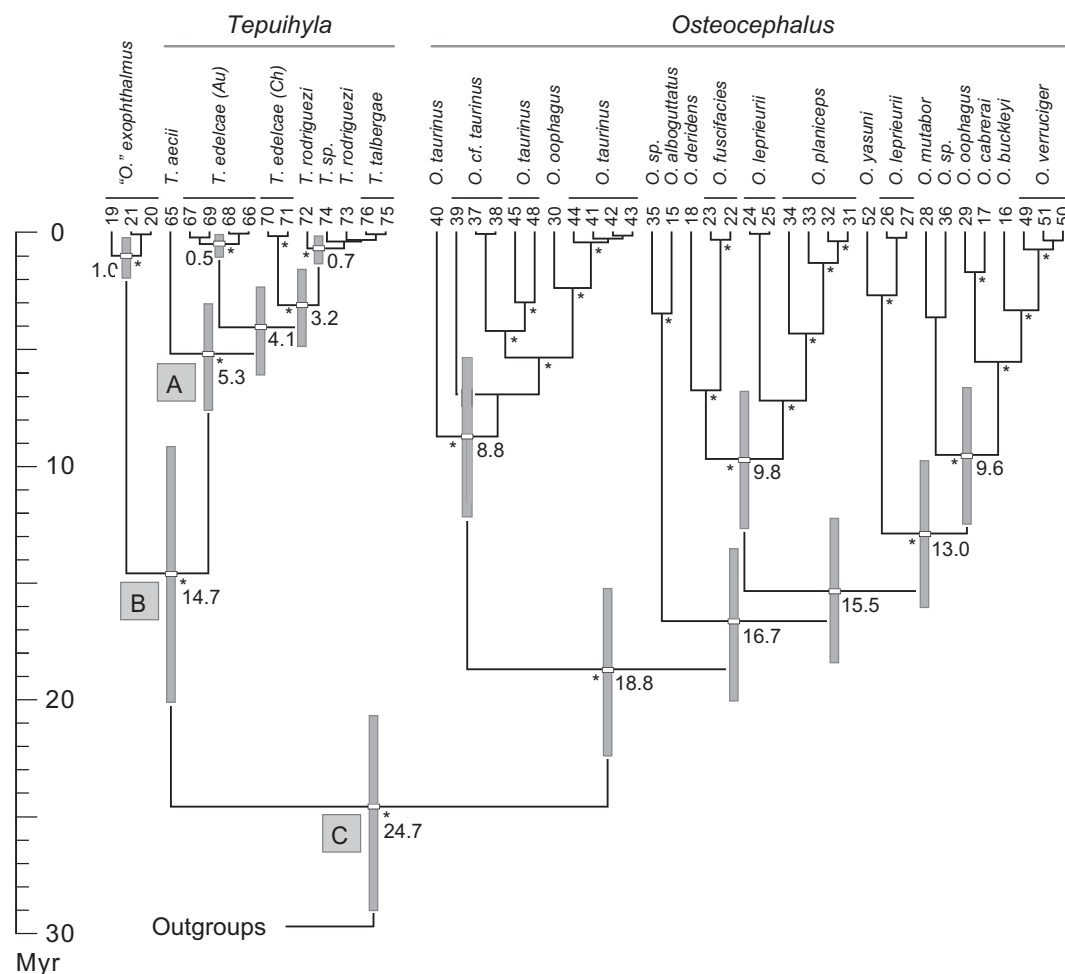 Tepuihyla
Osteocephalus
"O." exopthalmus
T. aecii
T. edelcae (Au)
T. edelcae (Ch)
T. rodriguezi
T. sp.
T. rodriguezi
T. talbergae
O. taurinus
O. cf. taurinus
O. taurinus
O. oophagus
O. taurinus
O. sp.
O. alboguttatus
O. deridens
O. fuscifacies
O. leprieurii
O. planiceps
O. yasuni
O. leprieurii
O. mutabor
O. sp.
O. oophagus
O. cabrerai
O. buckleyi
O. verruciger
19 21 20 65 67 69 68 66 70 71 72 74 73 76 75 40 39 37 38 45 48 30 44 41 42 43 35 15 18 23 22 24 25 34 33 32 31 52 26 27 28 36 29 17 16 49 51 50
0
1.0
*
0.5
*
*
*
0.7
*
3.2
4.1
A
*
5.3
*
*
*
*
*
8.8
*
*
*
*
*
*
*
9.8
*
*
*
*
*
*
9.6
10
*
13.0
B
*
14.7
15.5
16.7
*
18.8
20
C
*
24.7
Outgroups
30
Myr